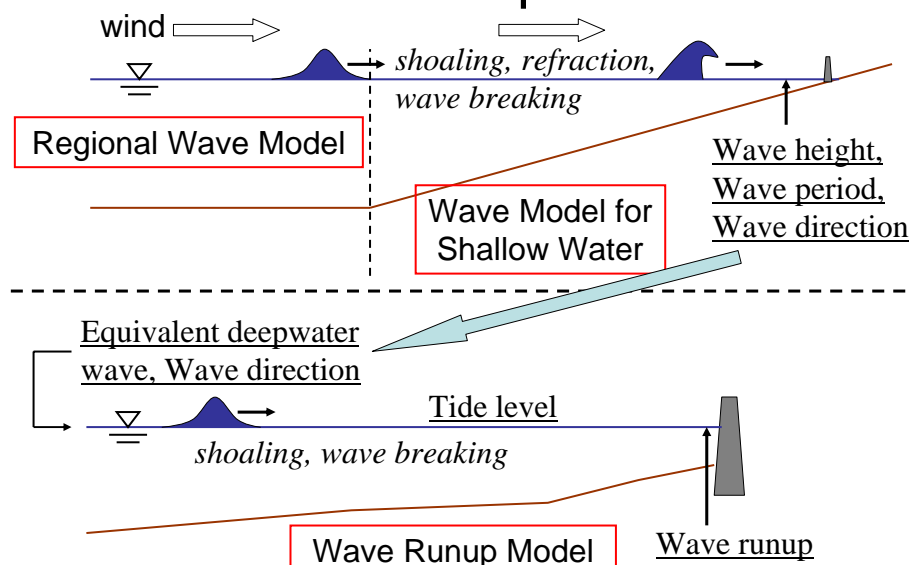 wind
shoaling, refraction,
wave breaking
Regional Wave Model
Wave height,
Wave period,
Wave direction
Wave Model for
Shallow Water
Equivalent deepwater
wave, Wave direction
Tide level
shoaling, wave breaking
Wave Runup Model
Wave runup